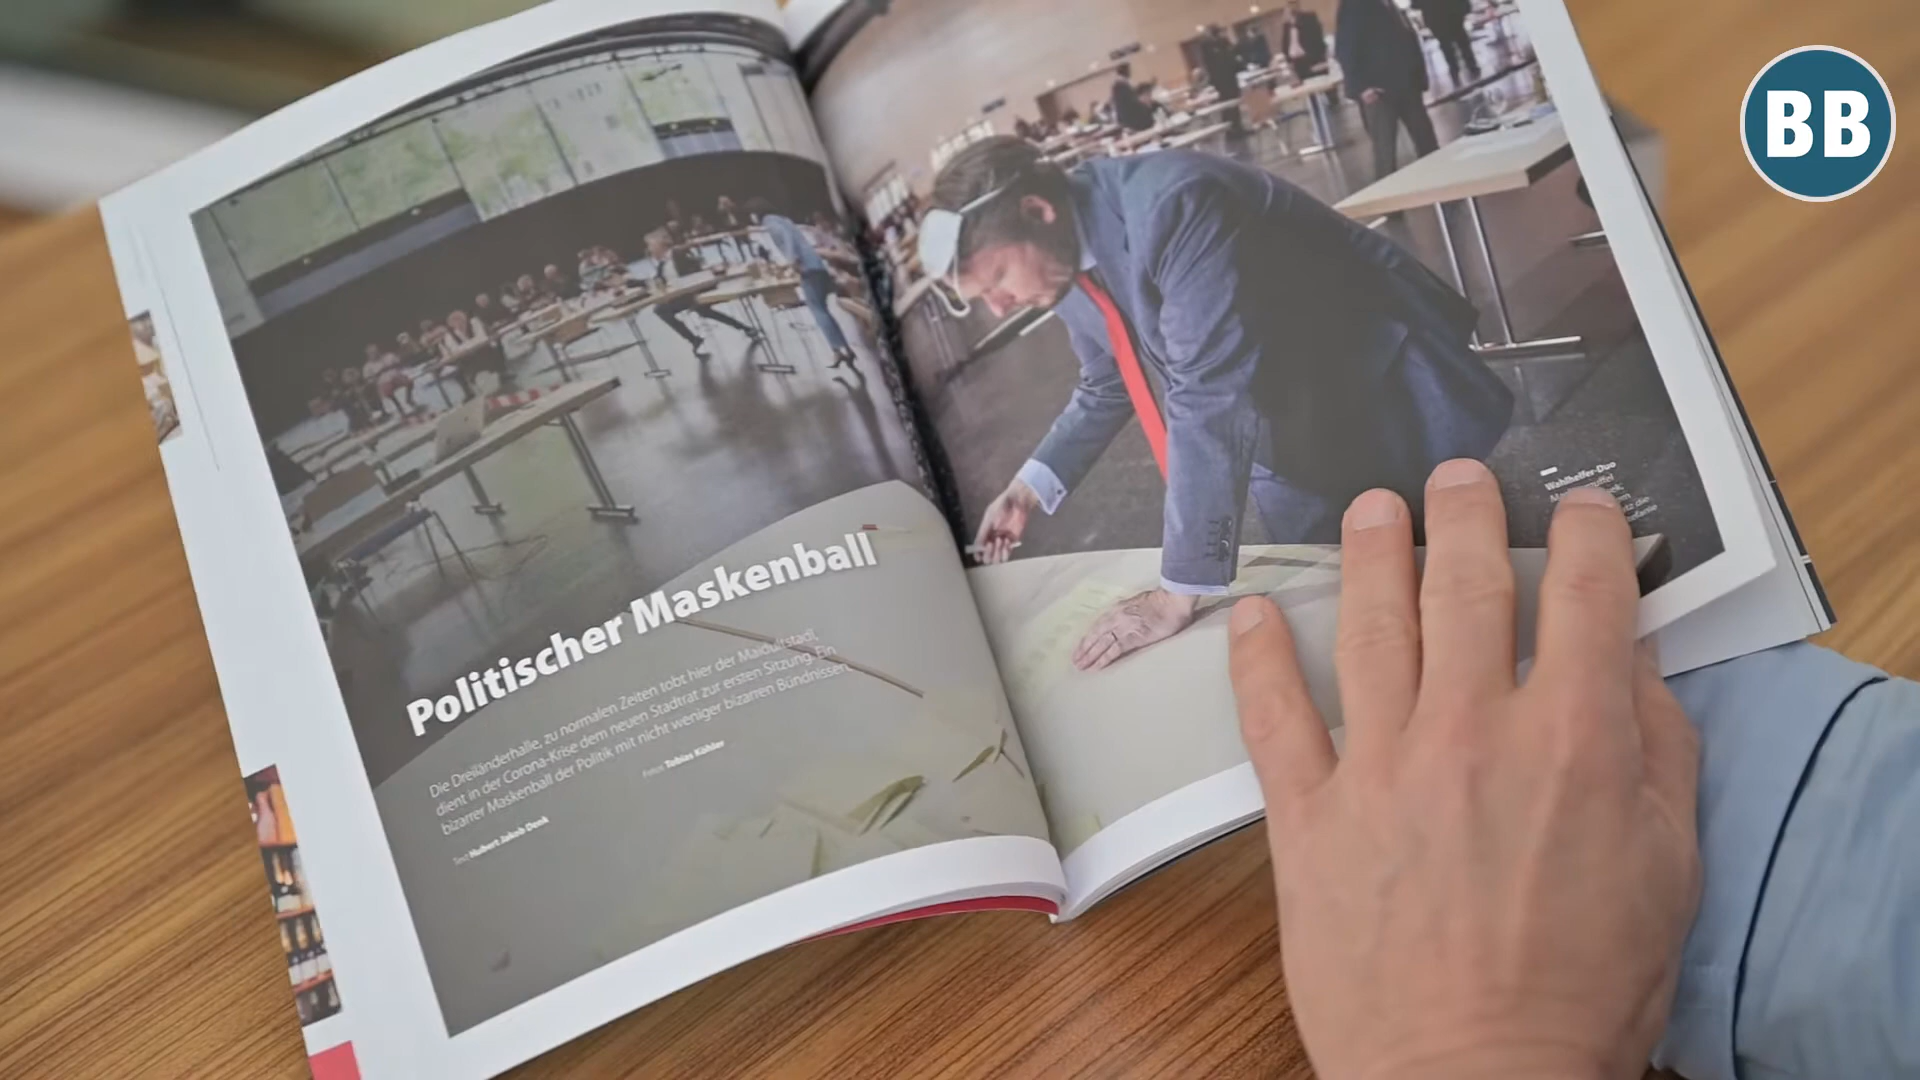 BB
Politischer Maskenball
Die Dreiländerhalle, zu normalen Zeiten tobt hier der Maidultstadl,
dient in der Corona-Krise dem neuen Stadtrat zur ersten Sitzung. Ein
bizarrer Maskenball der Politik mit nicht weniger bizarren Bündnissen.
Text Hubert Jakob Denk
Fotos Tobias Köhler
Wahlhelfer-Duo